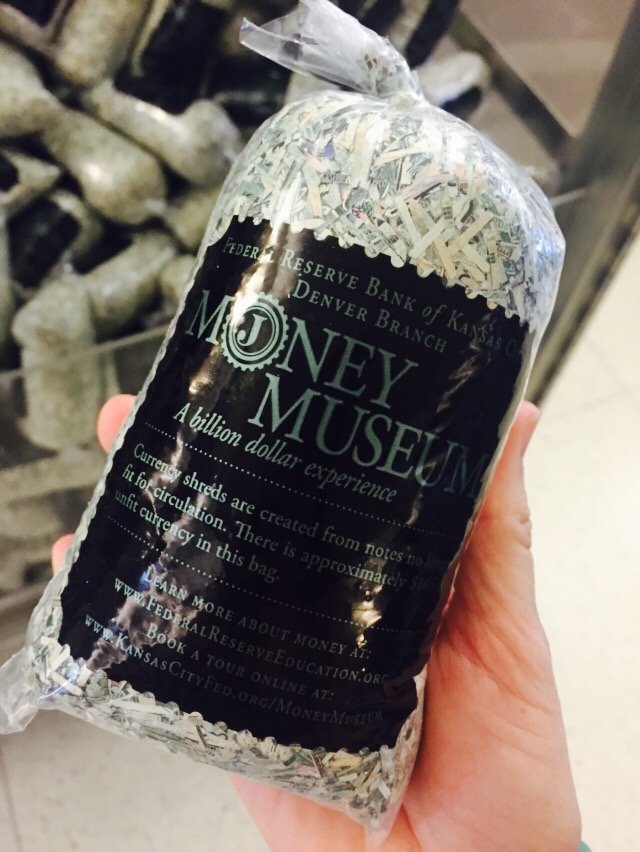 Federal Reserve Bank of Kansas
Denver Branch
MONEY
J
MUSEUM
A billion dollar experience
Currency shreds are created from notes no
fit for circulation. There is approximately
unfit currency in this bag.
Learn more about money at:
www.FederalReserveEducation.org
Book a tour online at:
www.KansasCityFed.org/MoneyMuseum